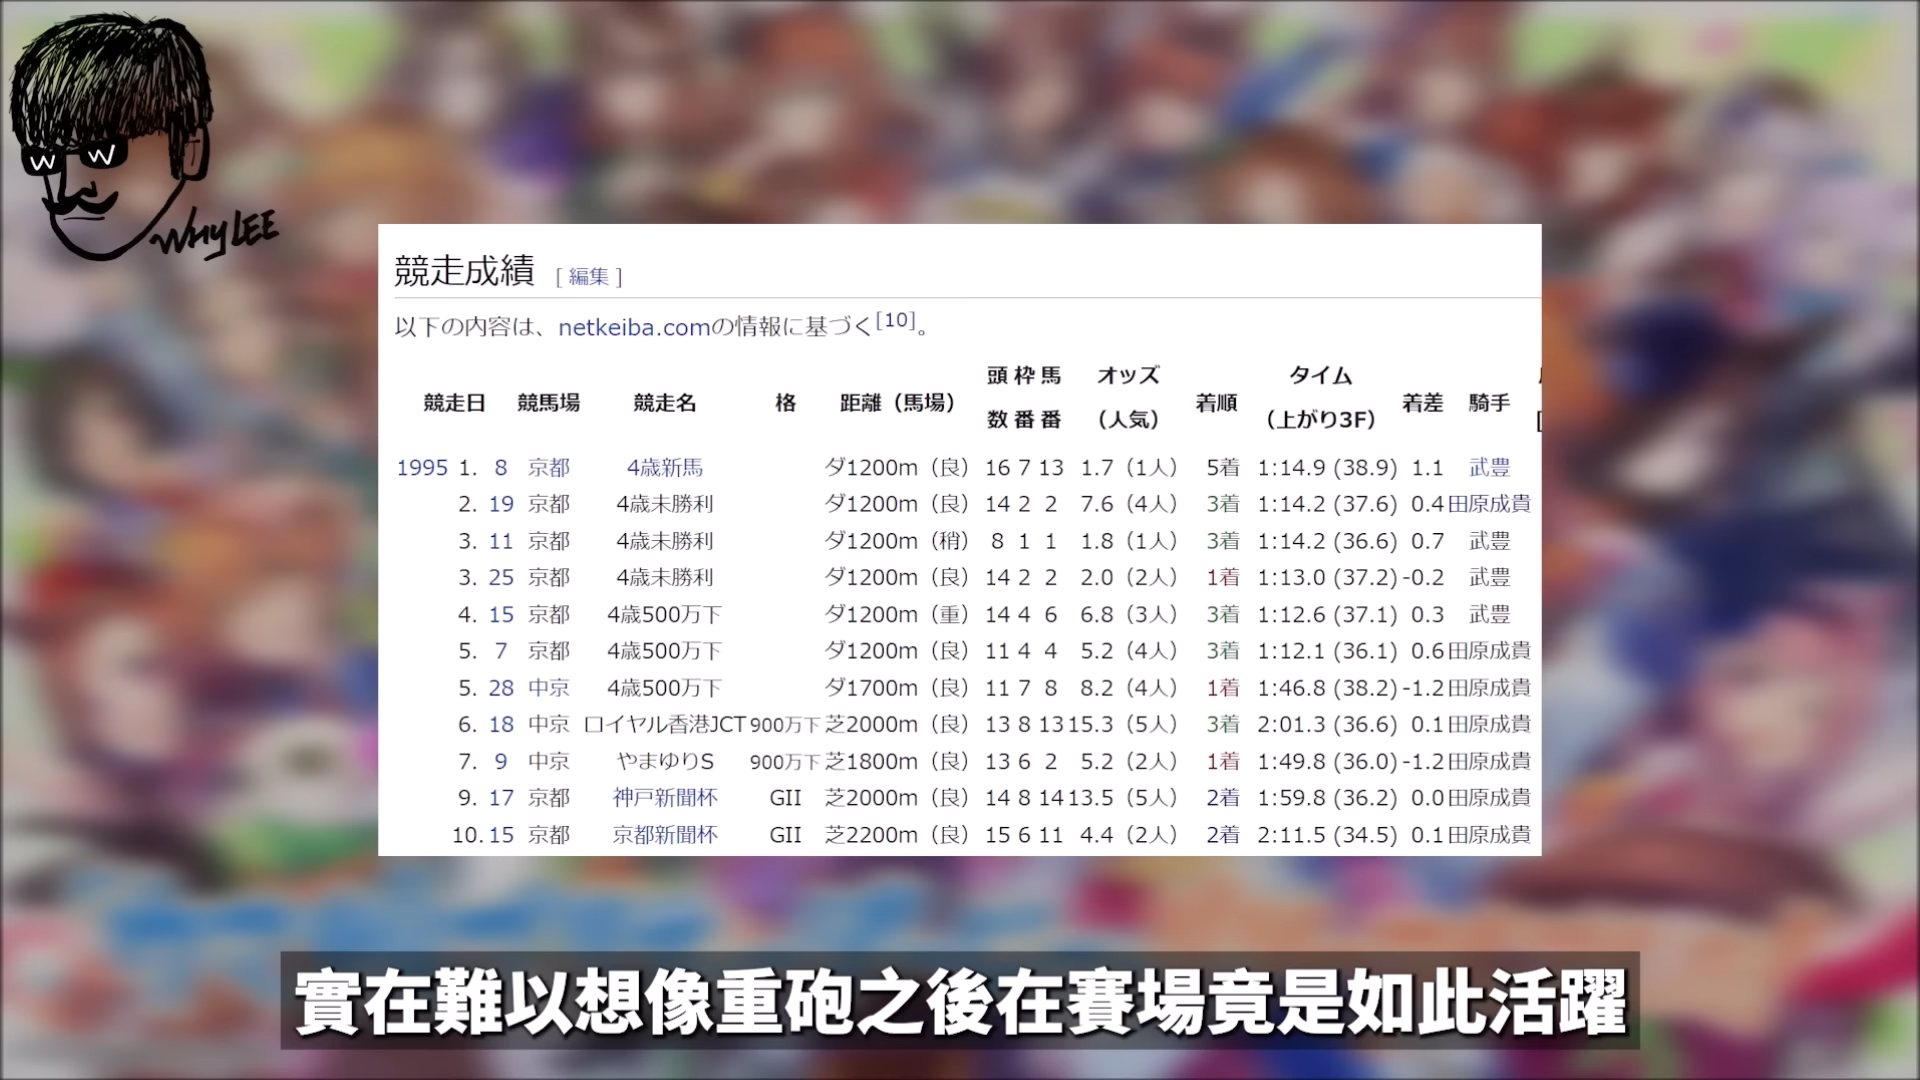 W W
WHYLEE
競走成績 [ 編集 ]
以下の内容は、netkeiba.comの情報に基づく[10]。
競走日 競馬場 競走名 格 距離（馬場） 頭数 枠番 馬番 オッズ（人気） 着順 タイム（上がり3F） 着差 騎手
1995 1. 8 京都 4歳新馬 ダ1200m（良） 16 7 13 1.7（1人） 5着 1:14.9 (38.9) 1.1 武豊
2. 19 京都 4歳未勝利 ダ1200m（良） 14 2 2 7.6（4人） 3着 1:14.2 (37.6) 0.4 田原成貴
3. 11 京都 4歳未勝利 ダ1200m（稍） 8 1 1 1.8（1人） 3着 1:14.2 (36.6) 0.7 武豊
3. 25 京都 4歳未勝利 ダ1200m（良） 14 2 2 2.0（2人） 1着 1:13.0 (37.2) -0.2 武豊
4. 15 京都 4歳500万下 ダ1200m（重） 14 4 6 6.8（3人） 3着 1:12.6 (37.1) 0.3 武豊
5. 7 京都 4歳500万下 ダ1200m（良） 11 4 4 5.2（4人） 3着 1:12.1 (36.1) 0.6 田原成貴
5. 28 中京 4歳500万下 ダ1700m（良） 11 7 8 8.2（4人） 1着 1:46.8 (38.2) -1.2 田原成貴
6. 18 中京 ロイヤル香港JCT 900万下 芝2000m（良） 13 8 13 15.3（5人） 3着 2:01.3 (36.6) 0.1 田原成貴
7. 9 中京 やまゆりS 900万下 芝1800m（良） 13 6 2 5.2（2人） 1着 1:49.8 (36.0) -1.2 田原成貴
9. 17 京都 神戸新聞杯 GII 芝2000m（良） 14 8 14 13.5（5人） 2着 1:59.8 (36.2) 0.0 田原成貴
10. 15 京都 京都新聞杯 GII 芝2200m（良） 15 6 11 4.4（2人） 2着 2:11.5 (34.5) 0.1 田原成貴
實在難以想像重砲之後在賽場竟是如此活躍